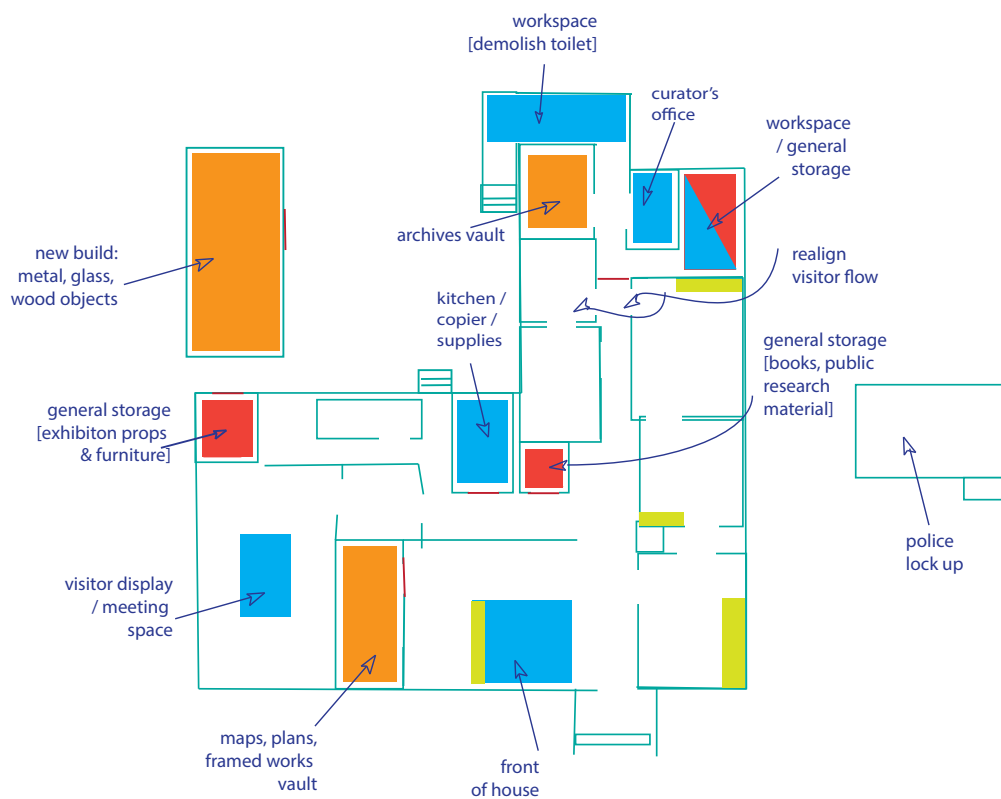 workspace
[demolish toilet]
curator's
office
workspace
/ general
storage
archives vault
new build:
metal, glass,
wood objects
realign
visitor flow
kitchen /
copier /
supplies
general storage
[books, public
research
material]
general storage
[exhibiton props
& furniture]
police
lock up
visitor display
/ meeting
space
maps, plans,
framed works
vault
front
of house